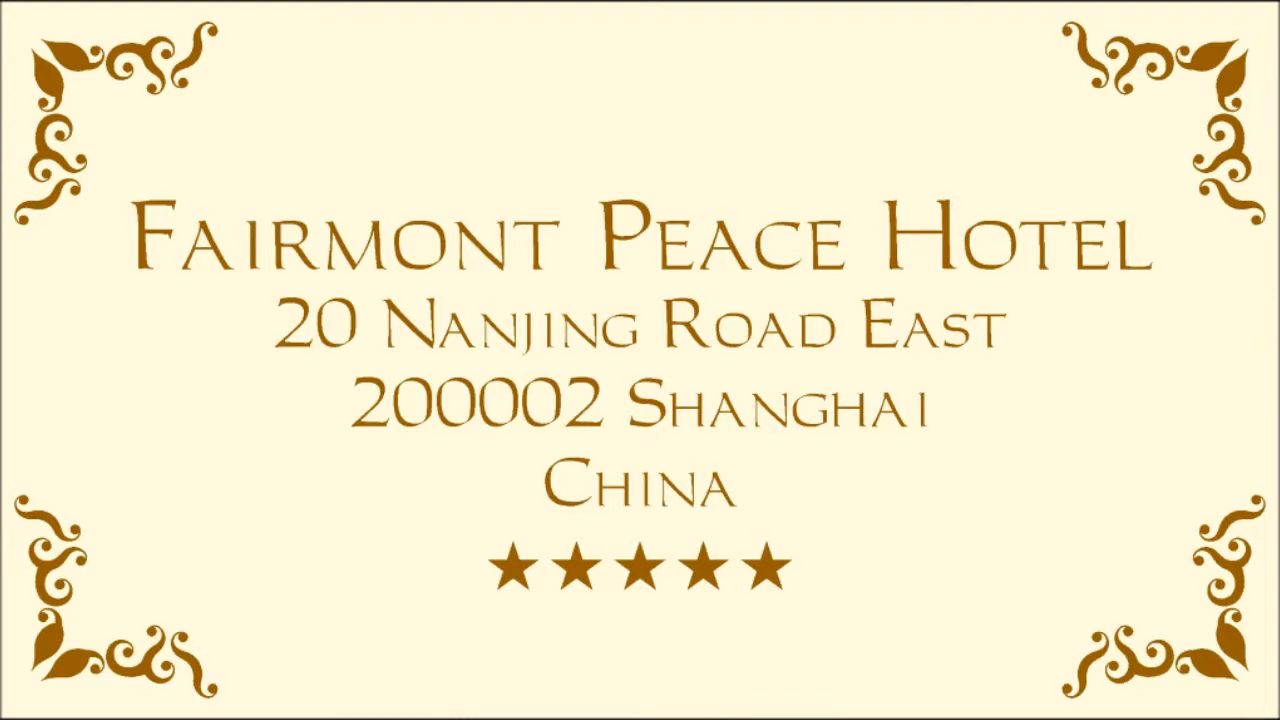 Fairmont Peace Hotel
20 Nanjing Road East
200002 Shanghai
China
★★★★★